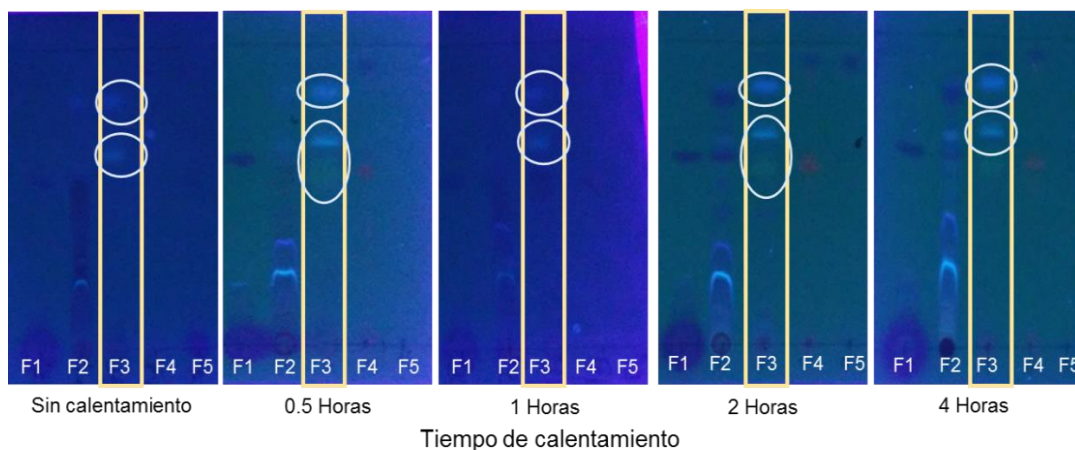 F1 F2 F3 F4 F5
F1 F2 F3 F4 F5
F1 F2 F3 F4 F5
F1 F2 F3 F4 F5
F1 F2 F3 F4 F5
Sin calentamiento
0.5 Horas
1 Horas
2 Horas
4 Horas
Tiempo de calentamiento